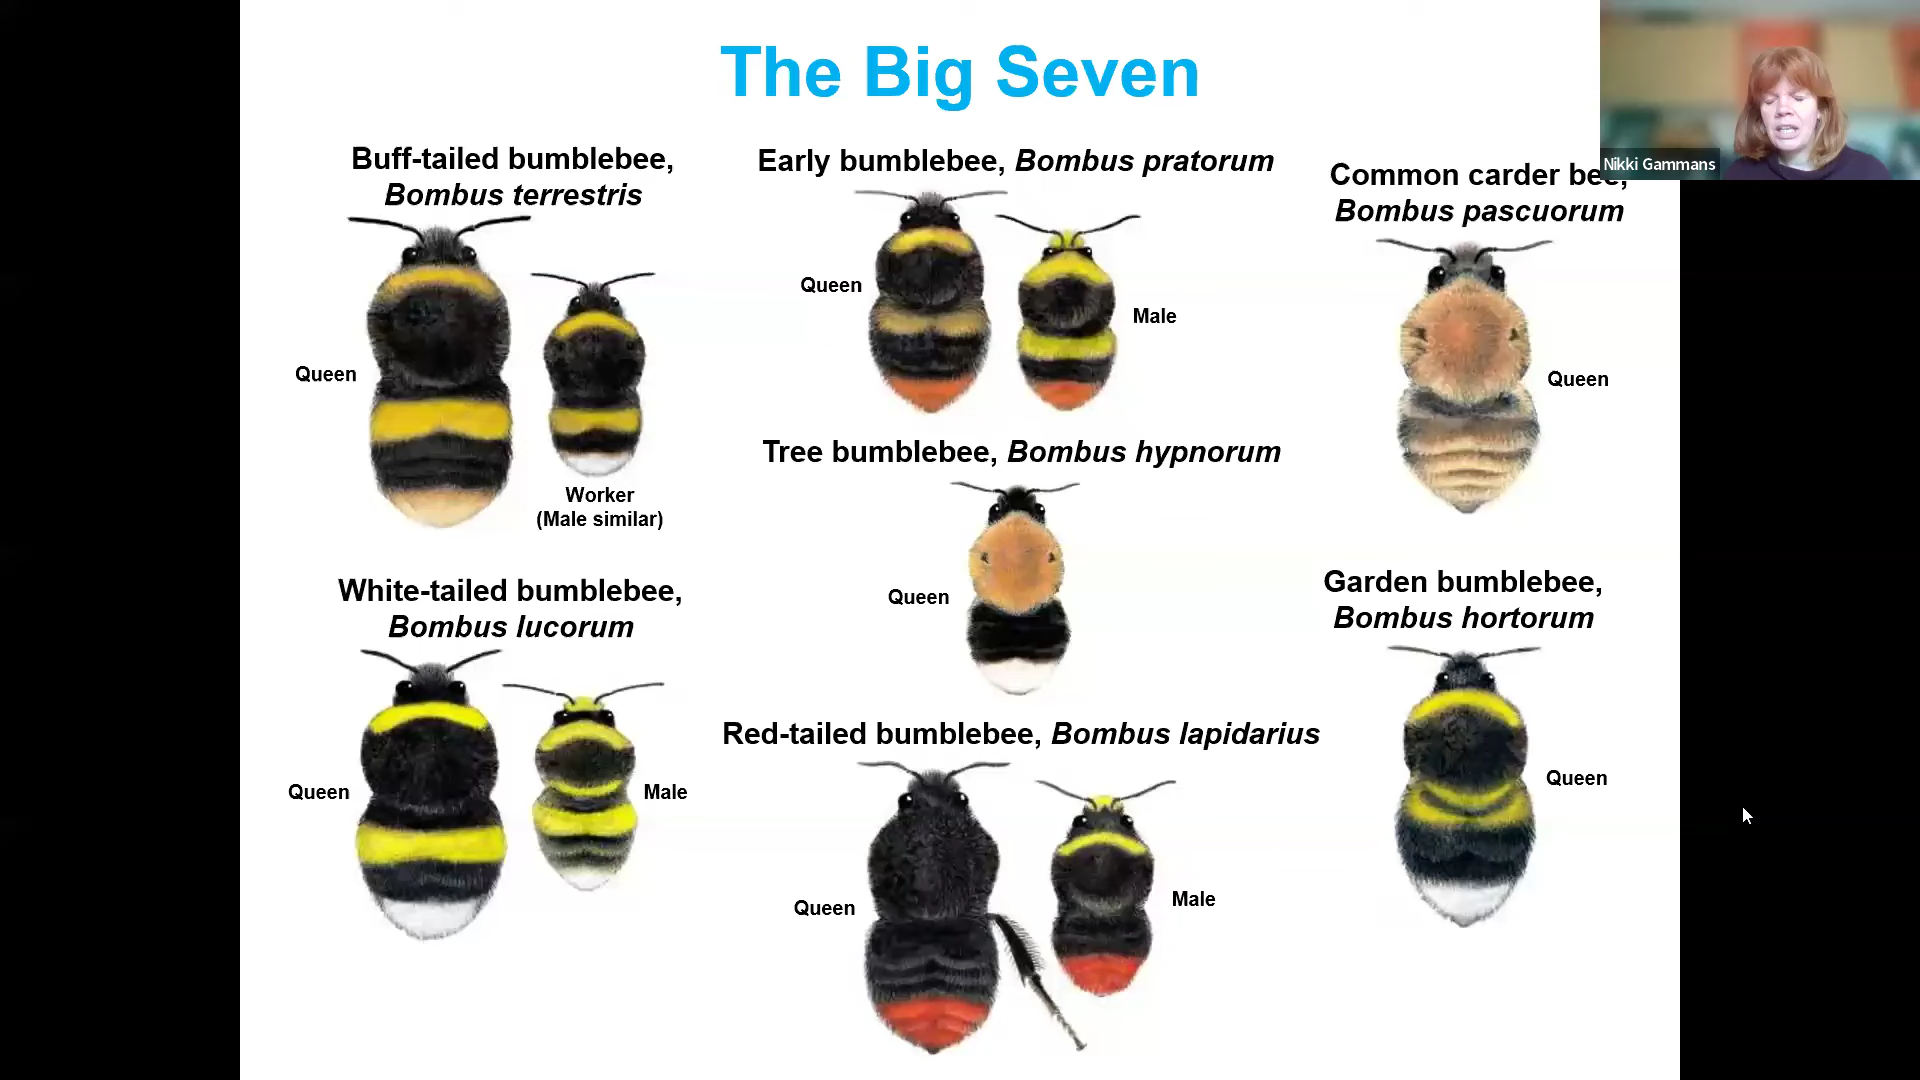 The Big Seven
Buff-tailed bumblebee,
Bombus terrestris
Queen
Worker
(Male similar)
White-tailed bumblebee,
Bombus lucorum
Queen
Male
Early bumblebee, Bombus pratorum
Queen
Male
Tree bumblebee, Bombus hypnorum
Queen
Red-tailed bumblebee, Bombus lapidarius
Queen
Male
Common carder bee,
Bombus pascuorum
Queen
Garden bumblebee,
Bombus hortorum
Queen
Nikki Gammans